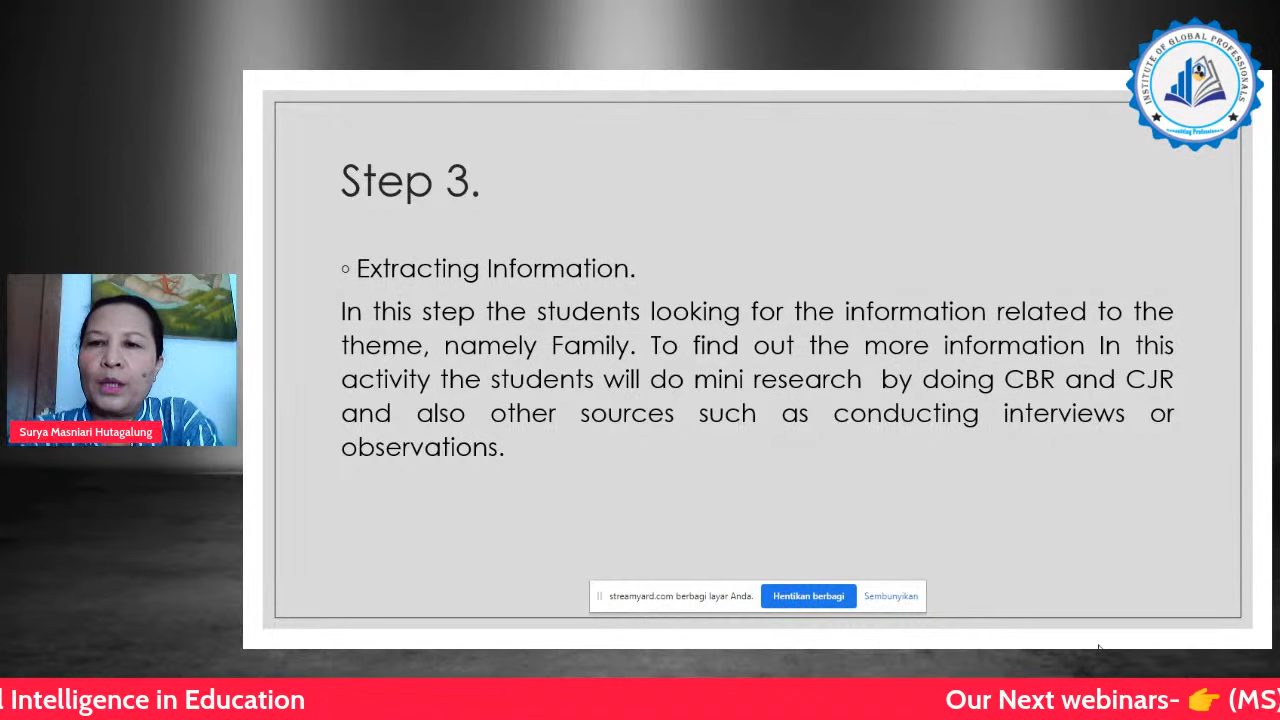 INSTITUTE OF GLOBAL PROFESSIONALS
Step 3.
Extracting Information.
In this step the students looking for the information related to the
theme, namely Family. To find out the more information In this
activity the students will do mini research by doing CBR and CJR
and also other sources such as conducting interviews or
observations.
Surya Masniari Hutagalung
streamyard.com berbagi layar Anda.
Hentikan berbagi
Sembunyikan
l Intelligence in Education
Our Next webinars- 👉 (MS)